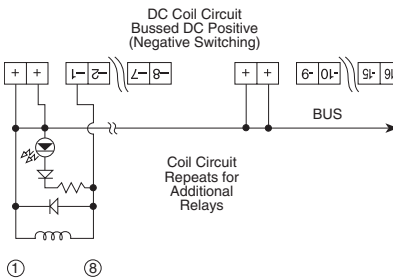 DC Coil Circuit
Bussed DC Positive
(Negative Switching)
+ + -1 -2 -7 -8 + + -9 -10 -15 16
BUS
Coil Circuit
Repeats for
Additional
Relays
1 8